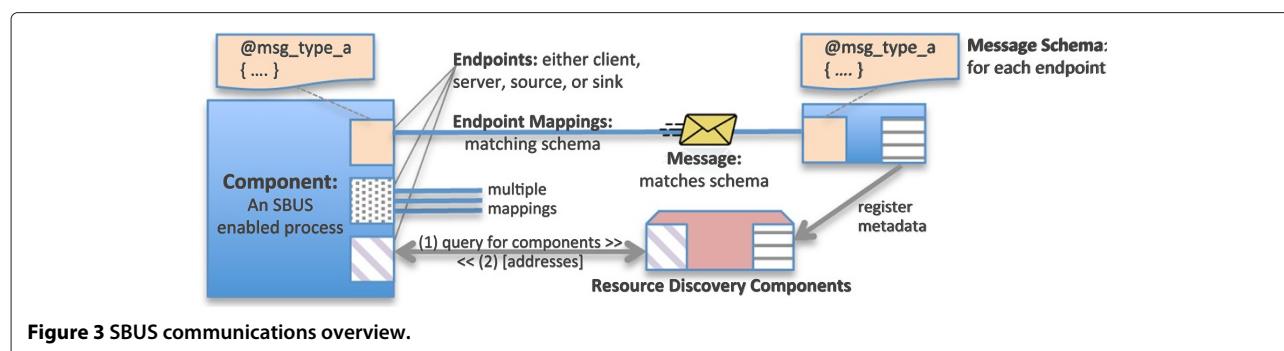 @msg_type_a
{ .... }
Endpoints: either client,
server, source, or sink
@msg_type_a
{ .... }
Message Schema:
for each endpoint
Endpoint Mappings:
matching schema
Message:
matches schema
Component:
An SBUS
enabled process
multiple
mappings
register
metadata
(1) query for components >>
<< (2) [addresses]
Resource Discovery Components
Figure 3 SBUS communications overview.